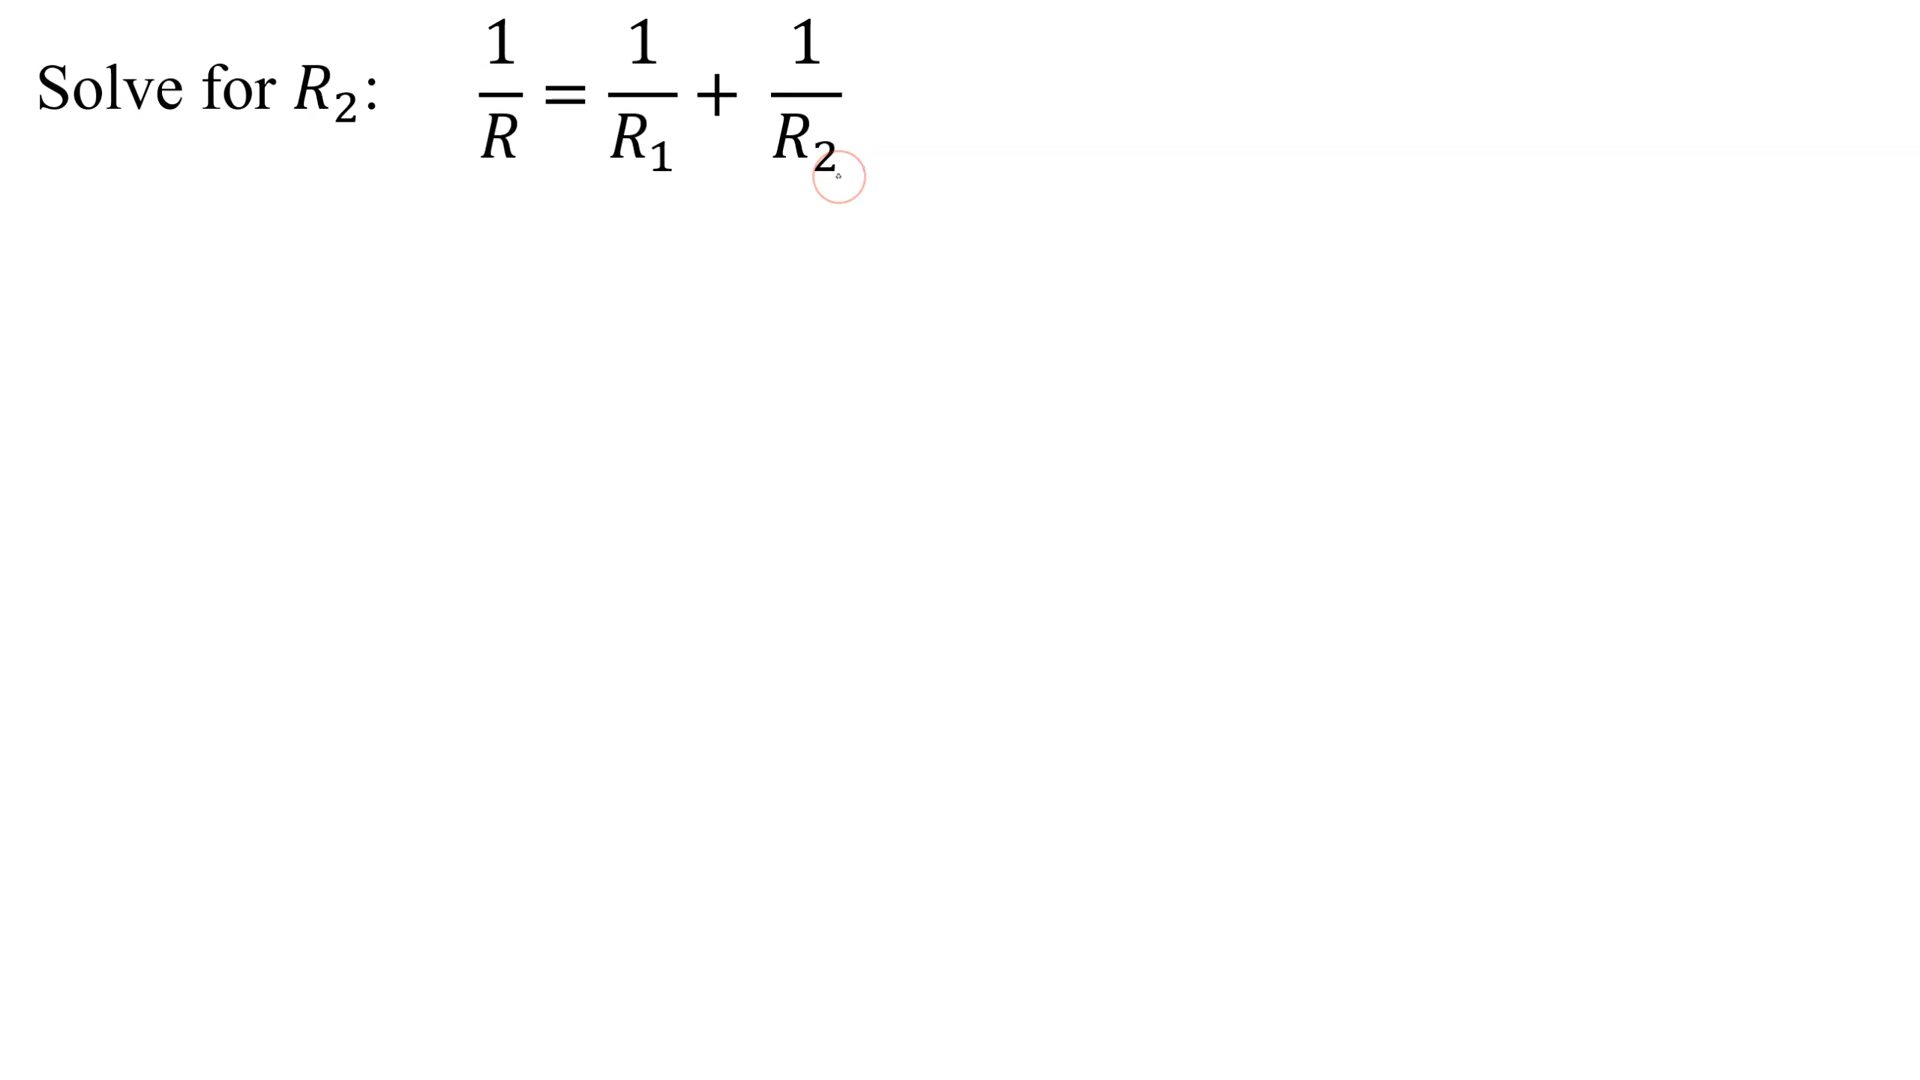 Solve for R₂: 1/R = 1/R₁ + 1/R₂